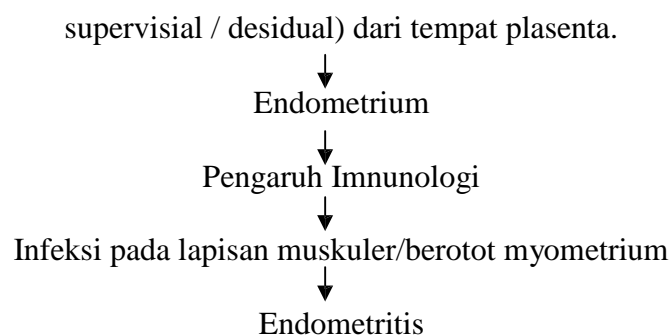 supervisial / desidual) dari tempat plasenta.
Endometrium
Pengaruh Imnunologi
Infeksi pada lapisan muskuler/berotot myometrium
Endometritis